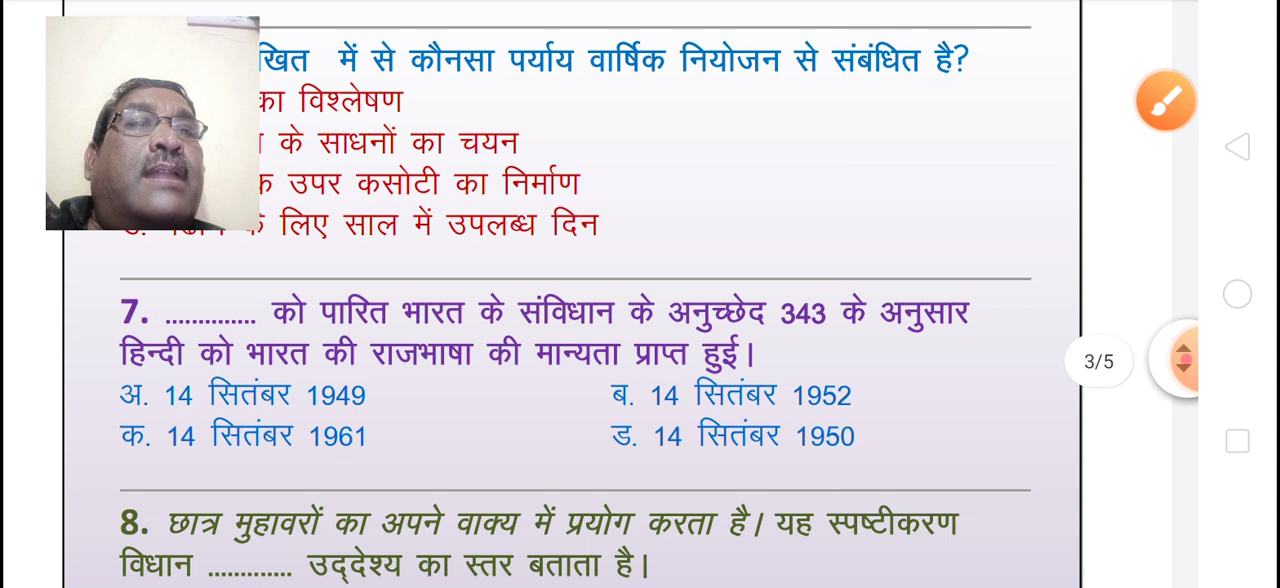 में से कौनसा पर्याय वार्षिक नियोजन से संबंधित है?
का विश्लेषण
के साधनों का चयन
उपर कसोटी का निर्माण
के लिए साल में उपलब्ध दिन
7. .............. को पारित भारत के संविधान के अनुच्छेद 343 के अनुसार
हिन्दी को भारत की राजभाषा की मान्यता प्राप्त हुई।
अ. 14 सितंबर 1949 ब. 14 सितंबर 1952
क. 14 सितंबर 1961 ड. 14 सितंबर 1950
3/5
8. छात्र मुहावरों का अपने वाक्य में प्रयोग करता है। यह स्पष्टीकरण
विधान ............. उद्देश्य का स्तर बताता है।